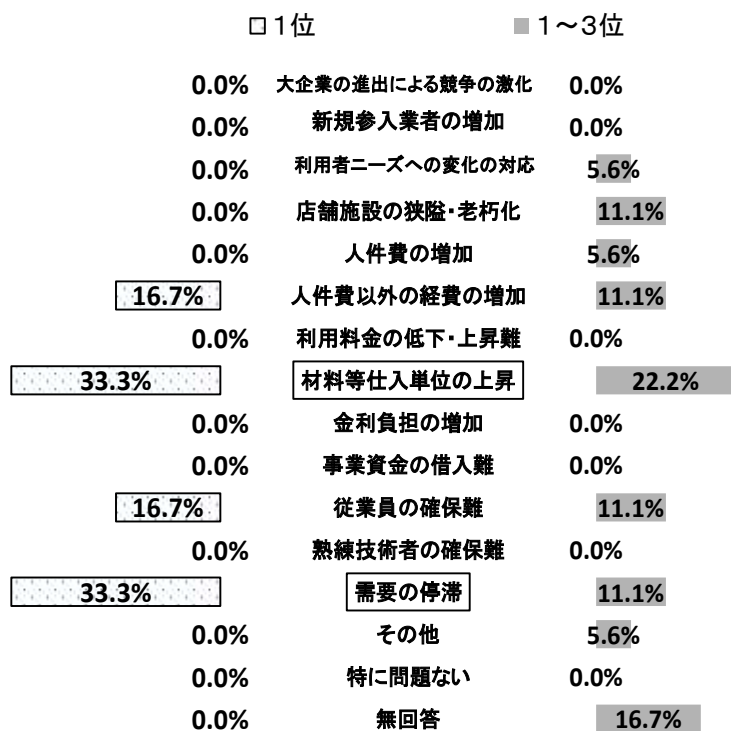 1位 1～3位
0.0% 大企業の進出による競争の激化 0.0%
0.0% 新規参入業者の増加 0.0%
0.0% 利用者ニーズへの変化の対応 5.6%
0.0% 店舗施設の狭隘・老朽化 11.1%
0.0% 人件費の増加 5.6%
16.7% 人件費以外の経費の増加 11.1%
0.0% 利用料金の低下・上昇難 0.0%
33.3% 材料等仕入単位の上昇 22.2%
0.0% 金利負担の増加 0.0%
0.0% 事業資金の借入難 0.0%
16.7% 従業員の確保難 11.1%
0.0% 熟練技術者の確保難 0.0%
33.3% 需要の停滞 11.1%
0.0% その他 5.6%
0.0% 特に問題ない 0.0%
0.0% 無回答 16.7%